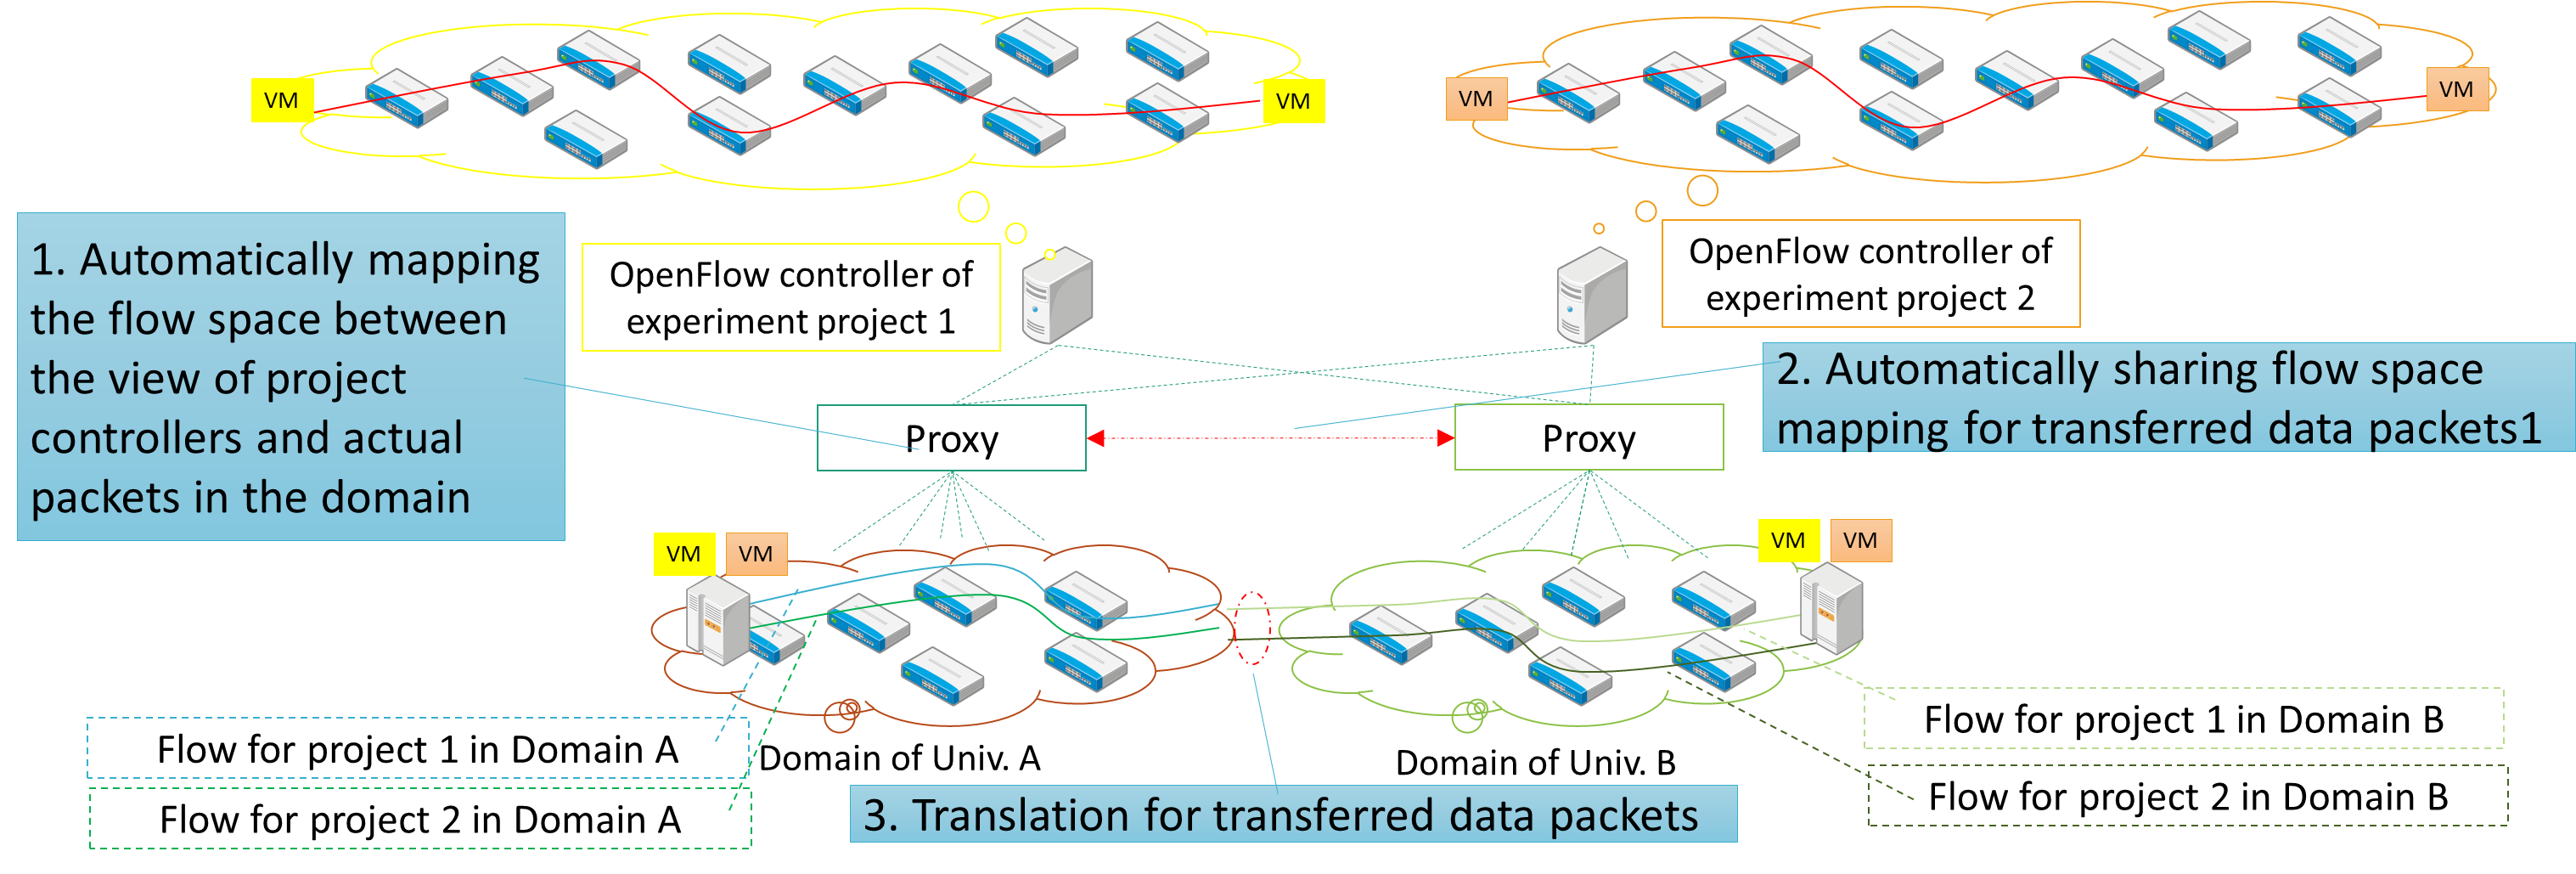 VM
VM
VM
VM
1. Automatically mapping
the flow space between
the view of project
controllers and actual
packets in the domain
OpenFlow controller of
experiment project 1
OpenFlow controller of
experiment project 2
2. Automatically sharing flow space
mapping for transferred data packets1
Proxy
Proxy
VM
VM
VM
VM
Flow for project 1 in Domain A
Flow for project 2 in Domain A
Domain of Univ. A
Domain of Univ. B
Flow for project 1 in Domain B
Flow for project 2 in Domain B
3. Translation for transferred data packets